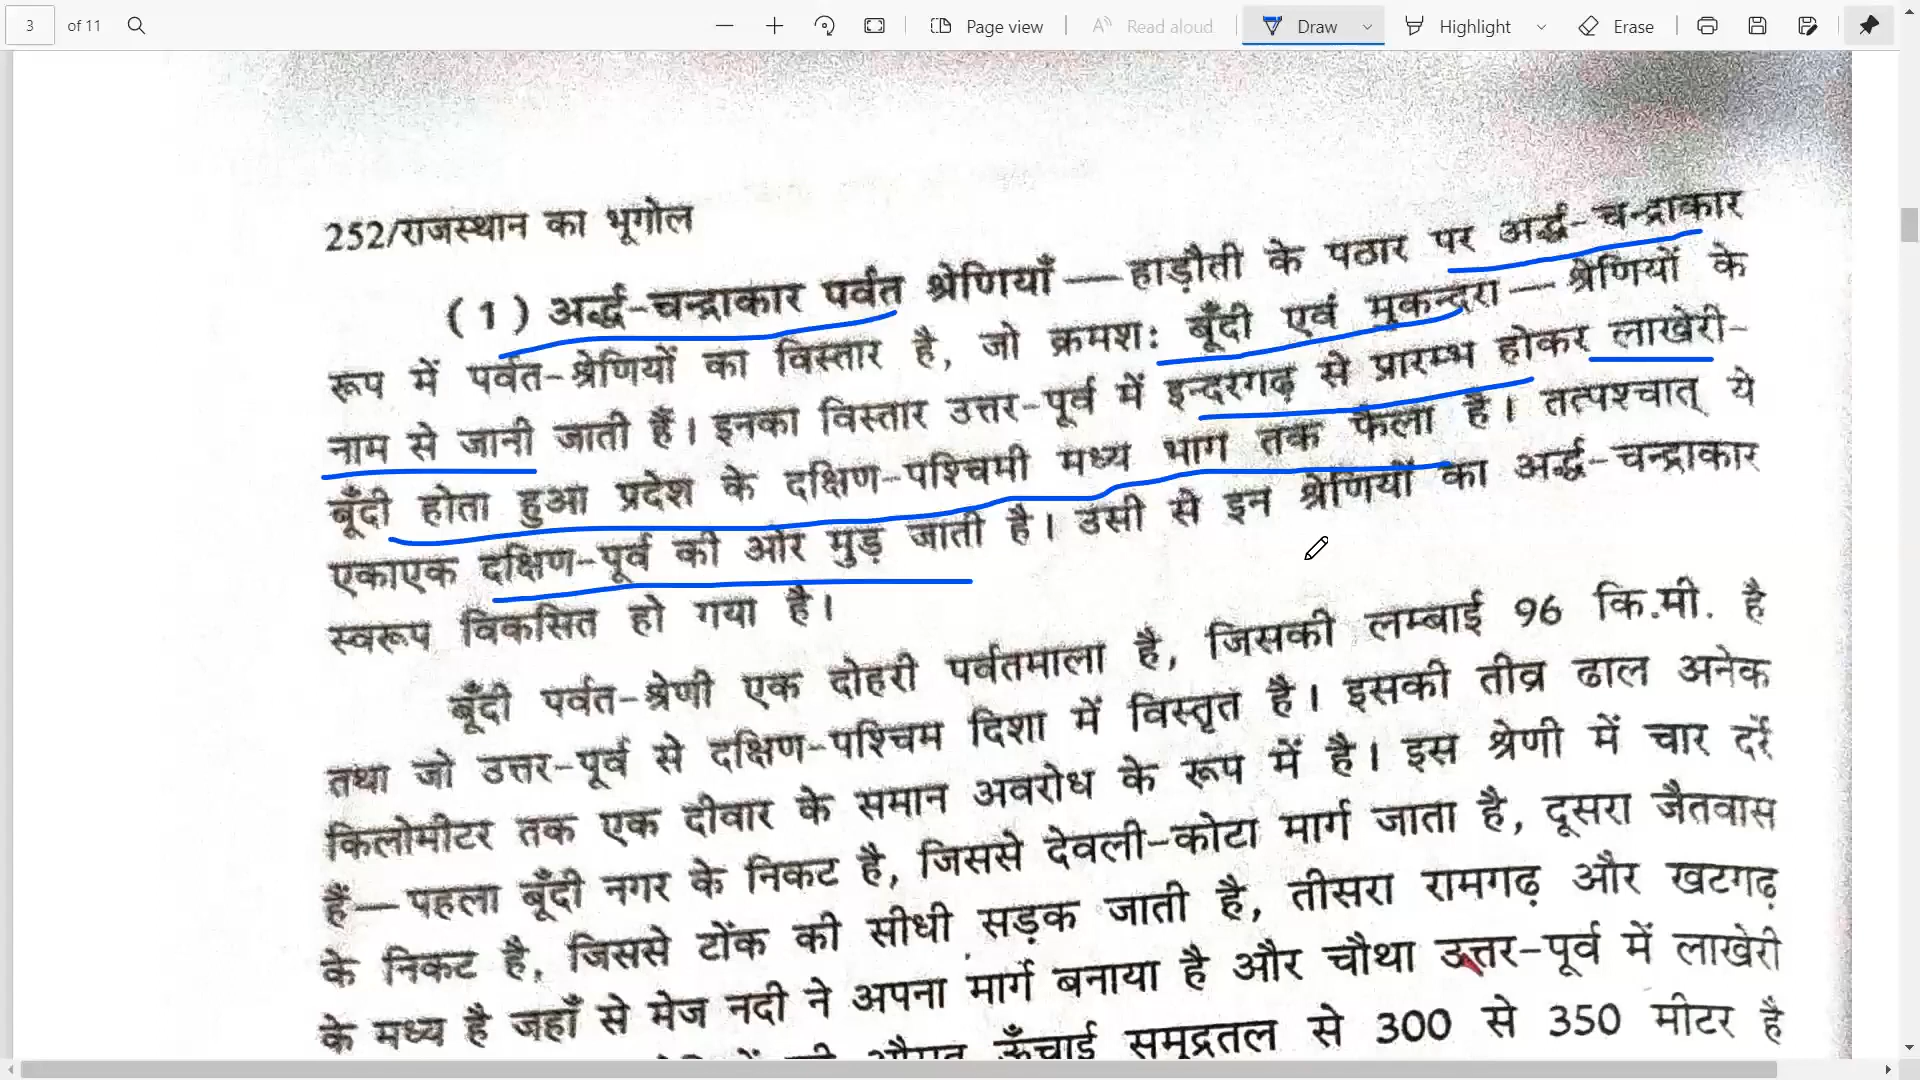 3 of 11 Page view Read aloud Draw Highlight Erase
252/राजस्थान का भूगोल
(1) अर्द्ध-चन्द्राकार पर्वत श्रेणियाँ—हाड़ौती के पठार पर अर्द्ध-चन्द्राकार
रूप में पर्वत-श्रेणियों का विस्तार है, जो क्रमशः बूँदी एवं मुकन्दरा—श्रेणियों के
नाम से जानी जाती हैं। इनका विस्तार उत्तर-पूर्व में इन्दरगढ़ से प्रारम्भ होकर लाखेरी-
बूँदी होता हुआ प्रदेश के दक्षिण-पश्चिमी मध्य भाग तक फैला है। तत्पश्चात् ये
एकाएक दक्षिण-पूर्व की ओर मुड़ जाती है। उसी से इन श्रेणियों का अर्द्ध-चन्द्राकार
स्वरूप विकसित हो गया है।
बूँदी पर्वत-श्रेणी एक दोहरी पर्वतमाला है, जिसकी लम्बाई 96 कि.मी. है
तथा जो उत्तर-पूर्व से दक्षिण-पश्चिम दिशा में विस्तृत है। इसकी तीव्र ढाल अनेक
किलोमीटर तक एक दीवार के समान अवरोध के रूप में है। इस श्रेणी में चार दर्रे
हैं—पहला बूँदी नगर के निकट है, जिससे देवली-कोटा मार्ग जाता है, दूसरा जैतवास
के निकट है, जिससे टोंक की सीधी सड़क जाती है, तीसरा रामगढ़ और खटगढ़
के मध्य है जहाँ से मेज नदी ने अपना मार्ग बनाया है और चौथा उत्तर-पूर्व में लाखेरी
ऊँचाई समुद्रतल से 300 से 350 मीटर है